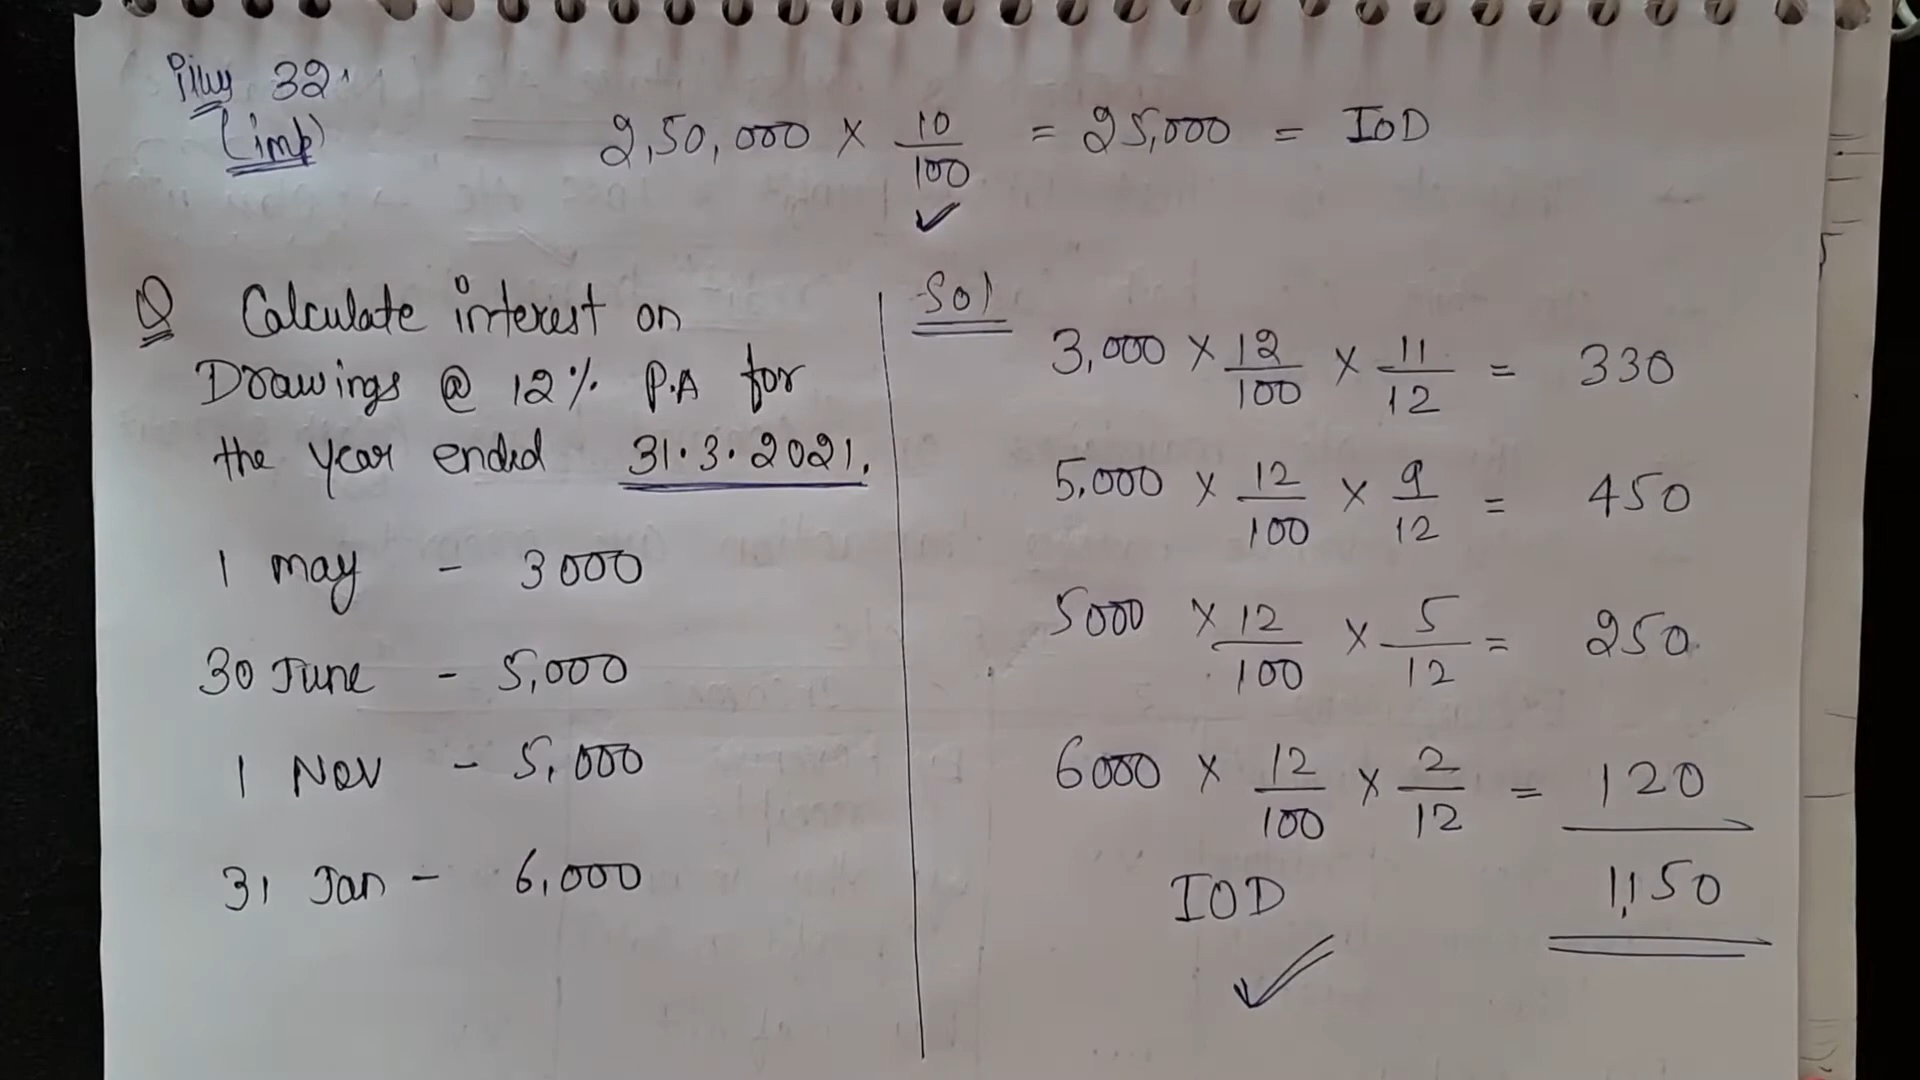 Illus 32.
(imp)
2,50,000 × 10/100 = 25,000 = IOD
Q Calculate interest on
Drawings @ 12% P.A for
the year ended 31.3.2021.
1 may - 3000
30 June - 5,000
1 Nov - 5,000
31 Jan - 6,000
Sol
3,000 × 12/100 × 11/12 = 330
5,000 × 12/100 × 9/12 = 450
5000 × 12/100 × 5/12 = 250
6000 × 12/100 × 2/12 = 120
IOD 1,150